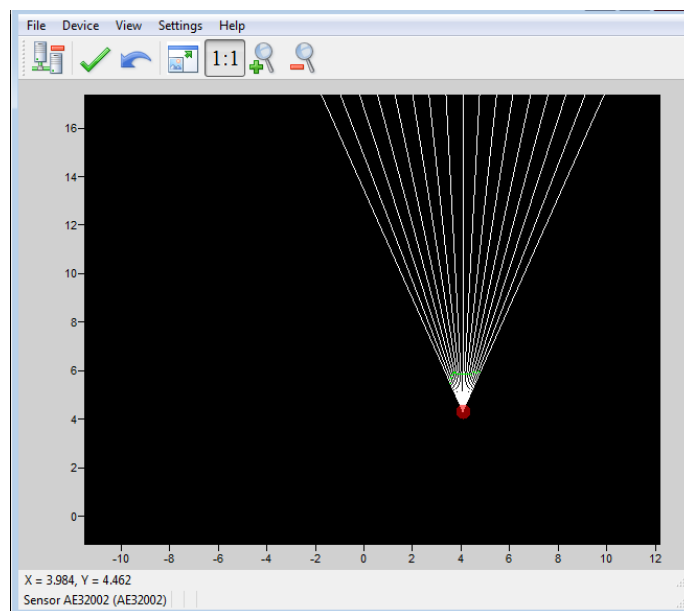 File Device View Settings Help
1:1
16
14
12
10
8
6
4
2
0
-10 -8 -6 -4 -2 0 2 4 6 8 10 12
X = 3.984, Y = 4.462
Sensor AE32002 (AE32002)